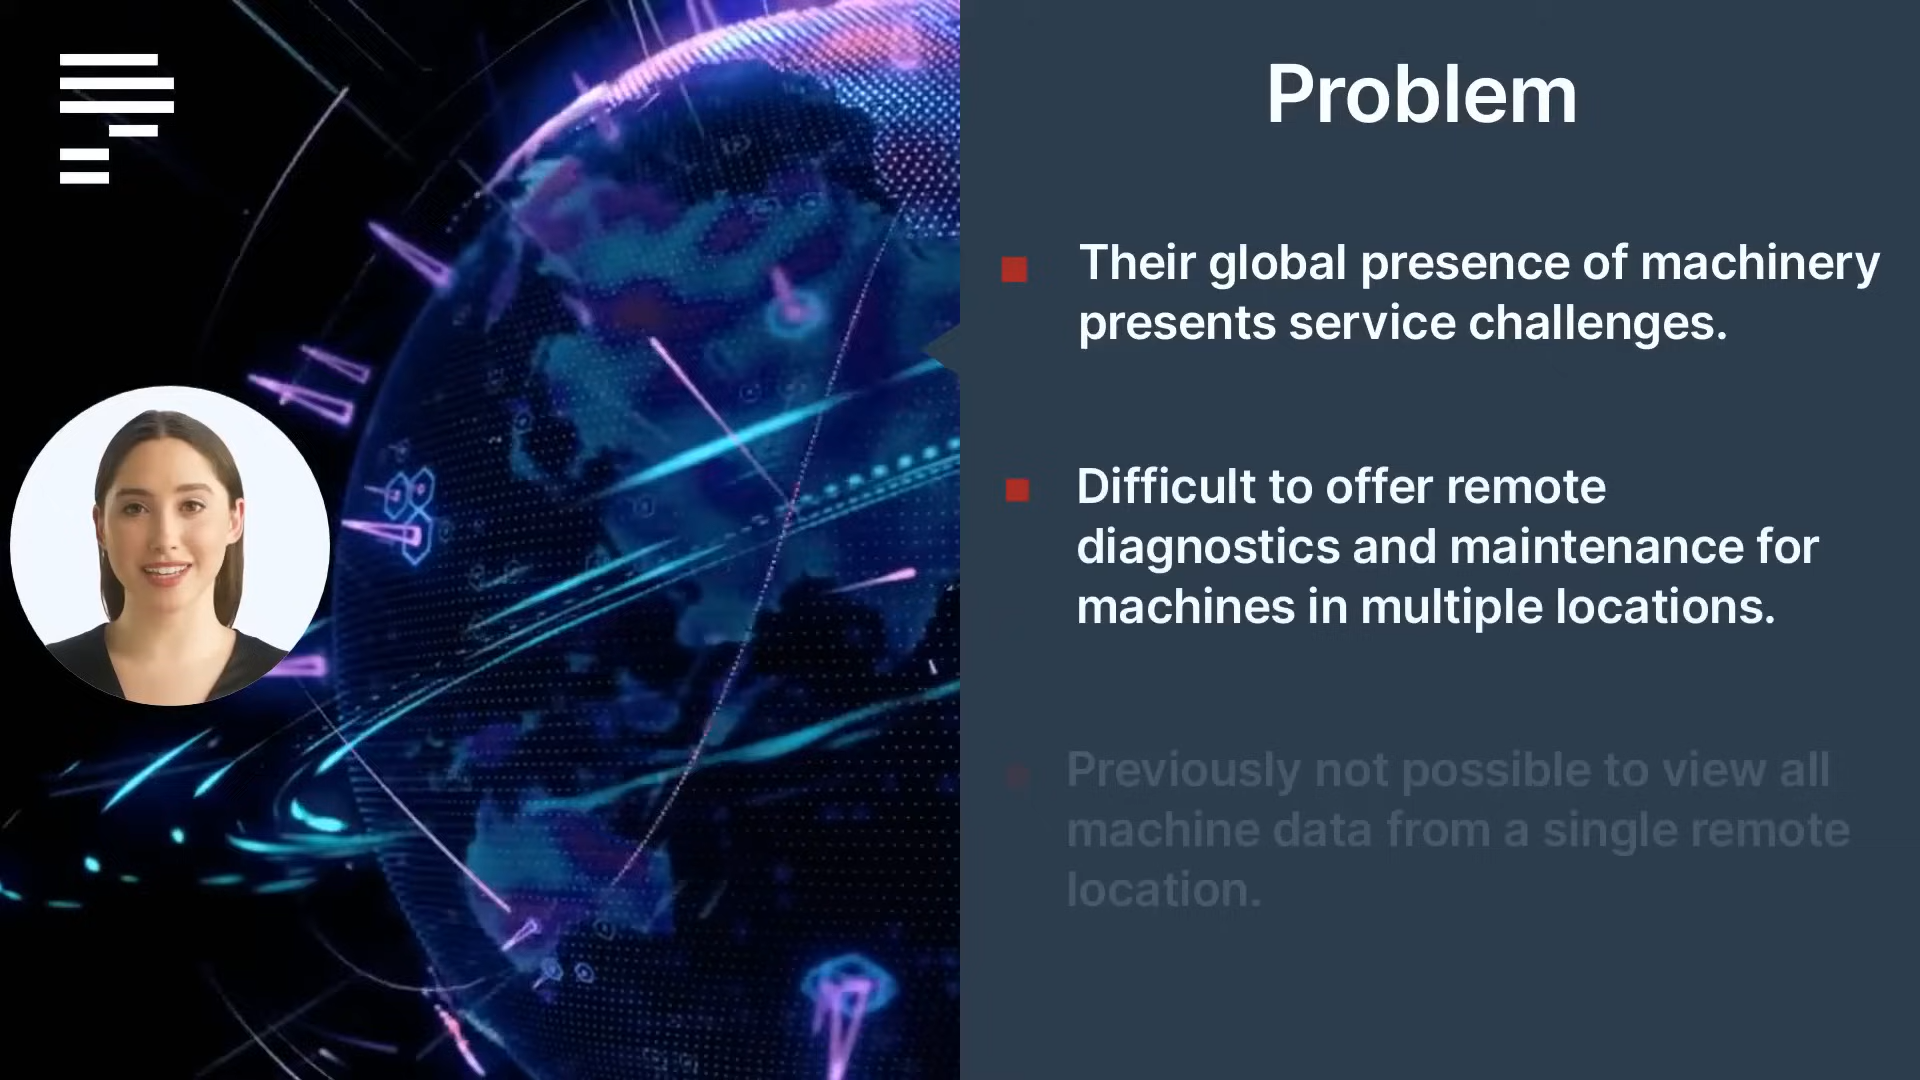 Problem
Their global presence of machinery
presents service challenges.
Difficult to offer remote
diagnostics and maintenance for
machines in multiple locations.
Previously not possible to view all
machine data from a single remote
location.